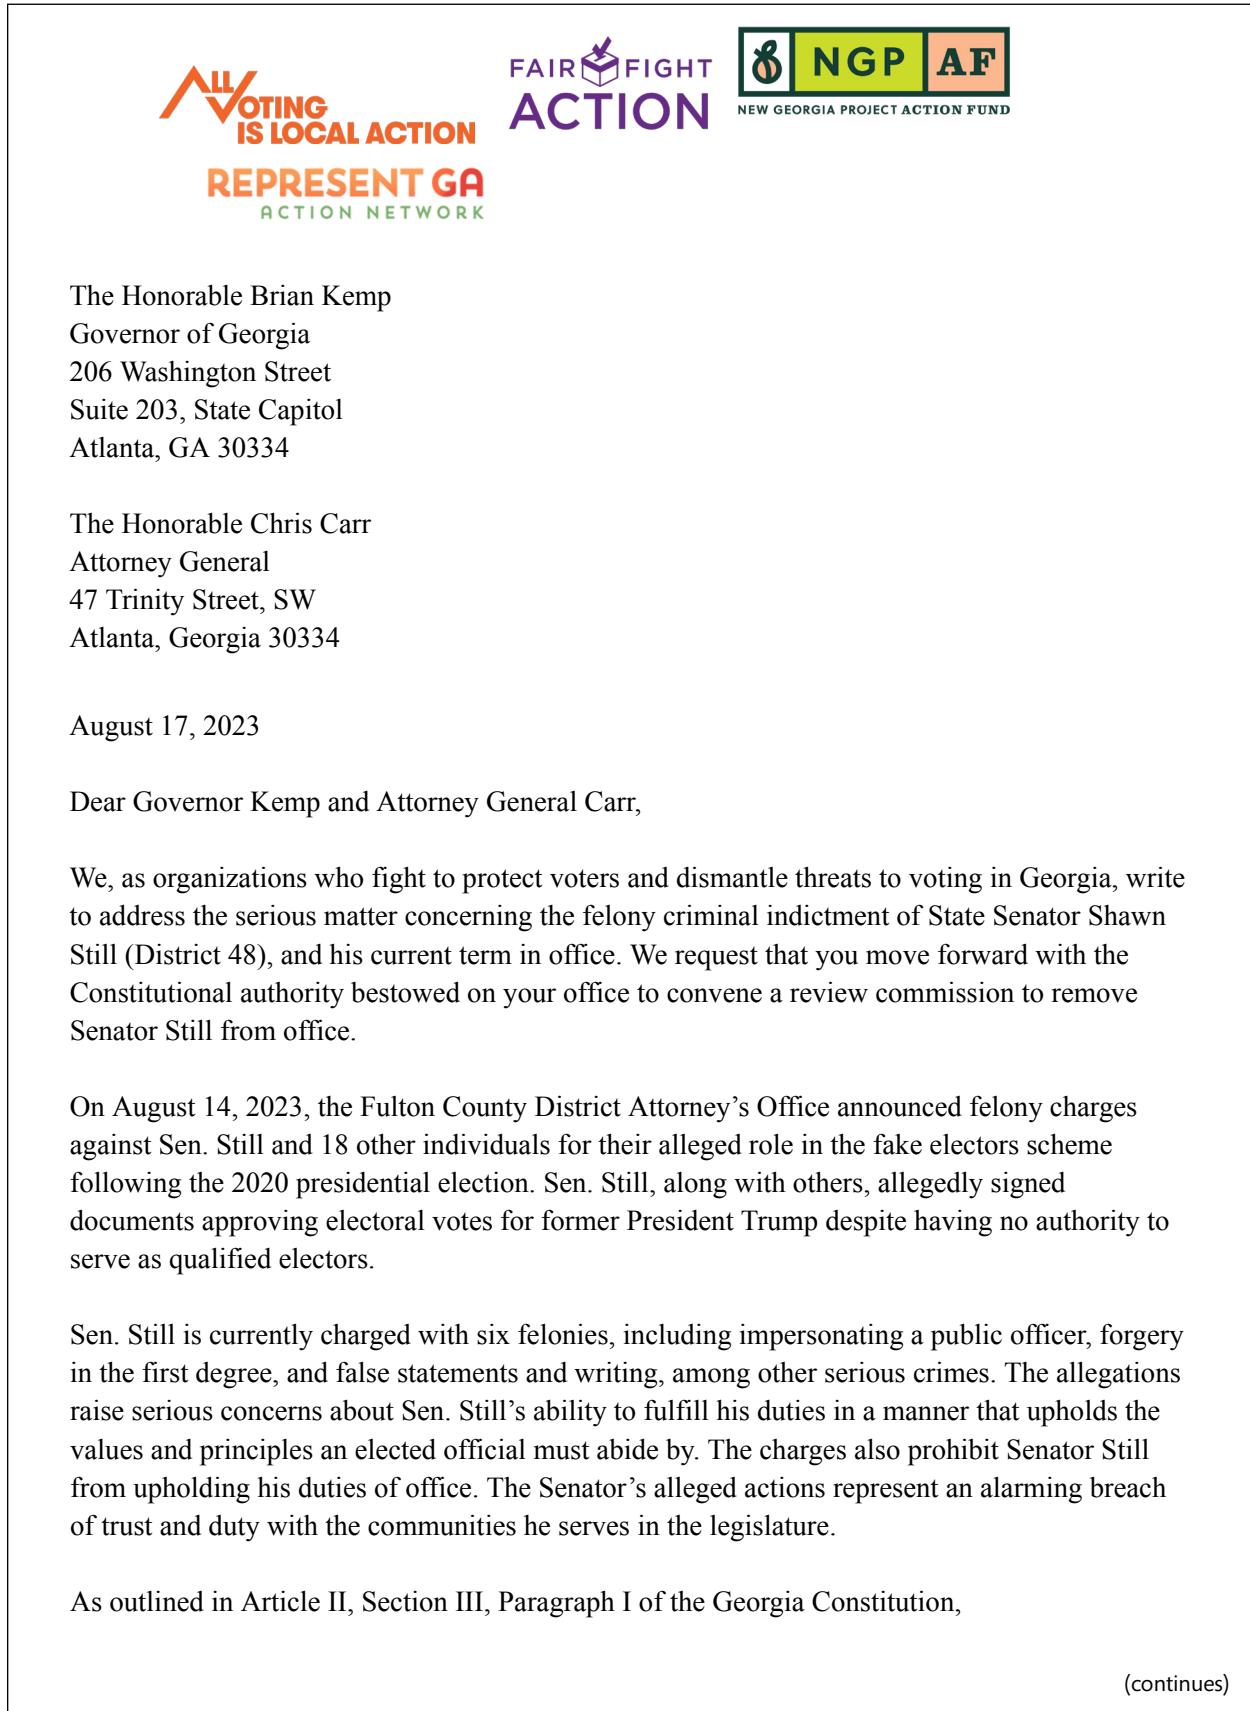 ALL
VOTING
IS LOCAL ACTION
FAIR FIGHT
ACTION
NGP AF
NEW GEORGIA PROJECT ACTION FUND
REPRESENT GA
ACTION NETWORK
The Honorable Brian Kemp
Governor of Georgia
206 Washington Street
Suite 203, State Capitol
Atlanta, GA 30334
The Honorable Chris Carr
Attorney General
47 Trinity Street, SW
Atlanta, Georgia 30334
August 17, 2023
Dear Governor Kemp and Attorney General Carr,
We, as organizations who fight to protect voters and dismantle threats to voting in Georgia, write
to address the serious matter concerning the felony criminal indictment of State Senator Shawn
Still (District 48), and his current term in office. We request that you move forward with the
Constitutional authority bestowed on your office to convene a review commission to remove
Senator Still from office.
On August 14, 2023, the Fulton County District Attorney’s Office announced felony charges
against Sen. Still and 18 other individuals for their alleged role in the fake electors scheme
following the 2020 presidential election. Sen. Still, along with others, allegedly signed
documents approving electoral votes for former President Trump despite having no authority to
serve as qualified electors.
Sen. Still is currently charged with six felonies, including impersonating a public officer, forgery
in the first degree, and false statements and writing, among other serious crimes. The allegations
raise serious concerns about Sen. Still’s ability to fulfill his duties in a manner that upholds the
values and principles an elected official must abide by. The charges also prohibit Senator Still
from upholding his duties of office. The Senator’s alleged actions represent an alarming breach
of trust and duty with the communities he serves in the legislature.
As outlined in Article II, Section III, Paragraph I of the Georgia Constitution,
(continues)